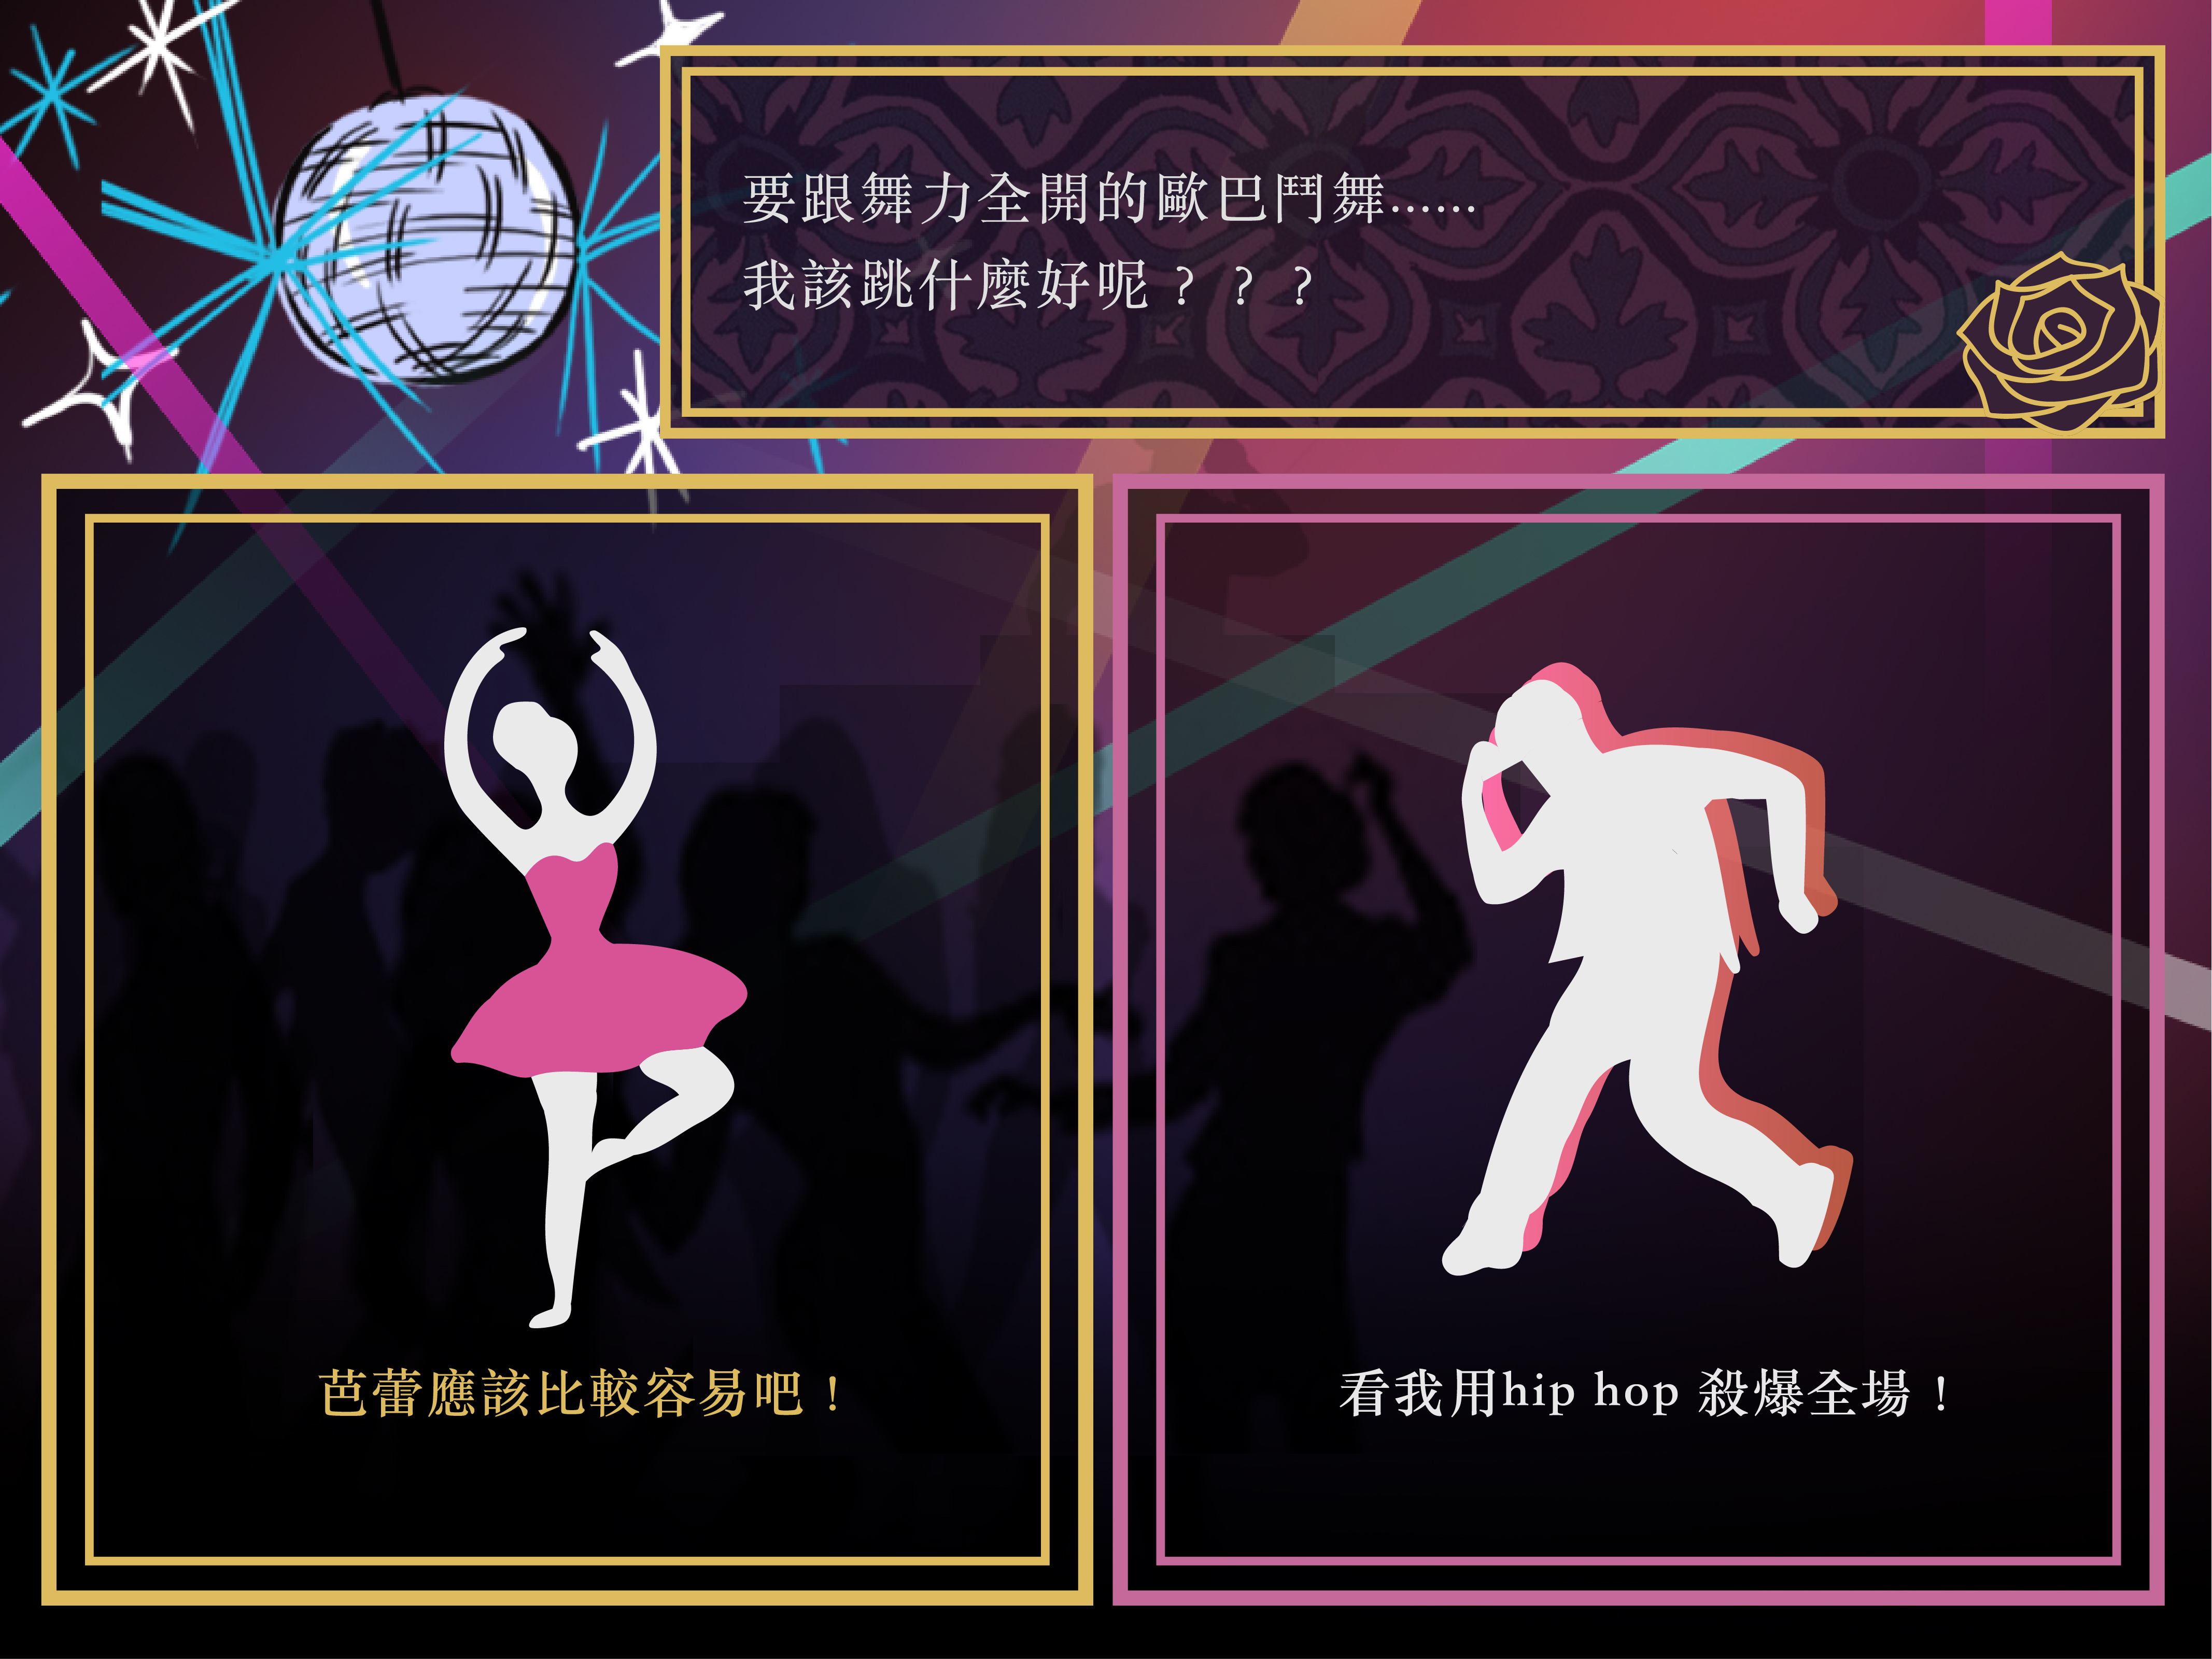 要跟舞力全開的歐巴鬥舞......
我該跳什麼好呢？？？
芭蕾應該比較容易吧！
看我用hip hop 殺爆全場！